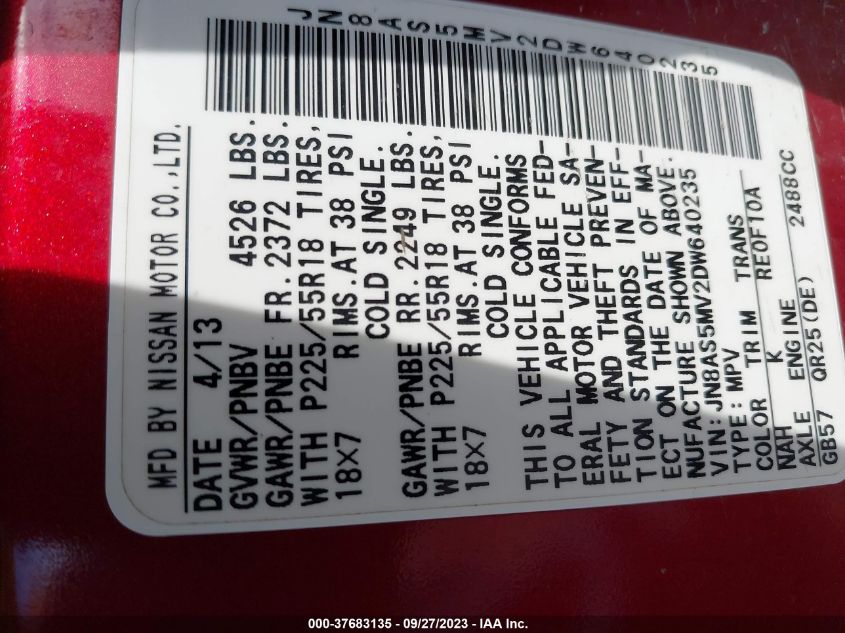 JN8AS5MV2DW640235
MFD BY NISSAN MOTOR CO.,LTD.
DATE 4/13
GVWR/PNBV 4526 LBS.
GAWR/PNBE FR. 2372 LBS.
WITH P225/55R18 TIRES,
18×7 RIMS. AT 38 PSI
COLD SINGLE.
GAWR/PNBE RR. 2249 LBS.
WITH P225/55R18 TIRES,
18×7 RIMS. AT 38 PSI
COLD SINGLE.
THIS VEHICLE CONFORMS
TO ALL APPLICABLE FED-
ERAL MOTOR VEHICLE SA-
FETY AND THEFT PREVEN-
TION STANDARDS IN EFF-
ECT ON THE DATE OF MA-
NUFACTURE SHOWN ABOVE.
VIN: JN8AS5MV2DW640235
TYPE: MPV
COLOR TRIM TRANS
NAH K RE0F10A
AXLE ENGINE
GB57 QR25(DE) 2488CC
000-37683135 - 09/27/2023 - IAA Inc.